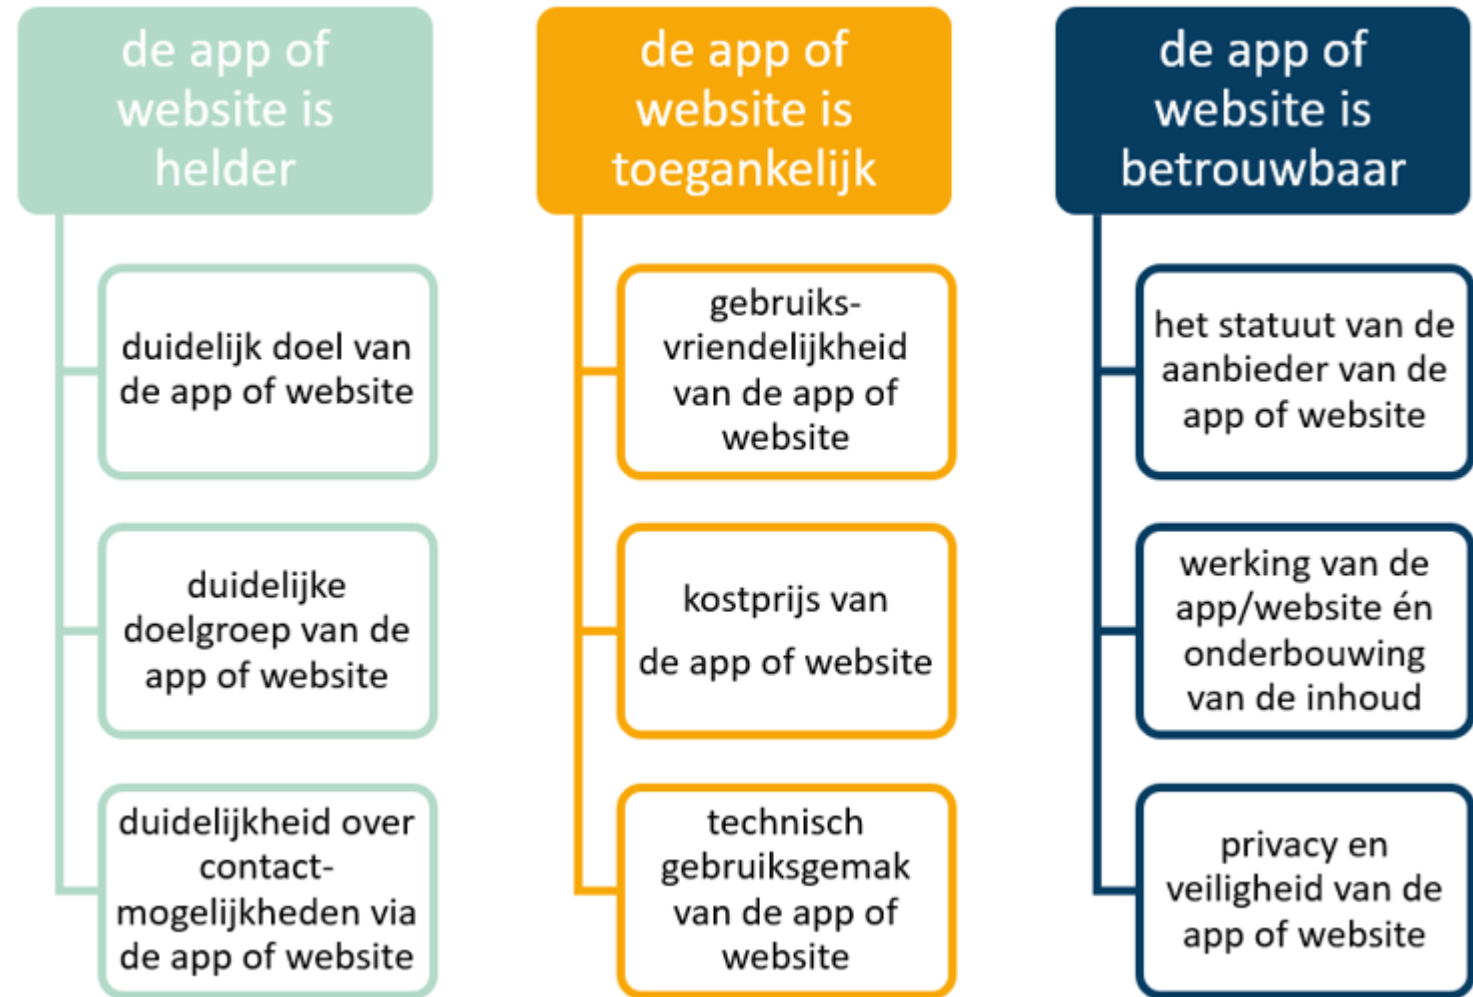 de app of
website is
helder
duidelijk doel van
de app of website
duidelijke
doelgroep van de
app of website
duidelijkheid over
contact-
mogelijkheden via
de app of website
de app of
website is
toegankelijk
gebruiks-
vriendelijkheid
van de app of
website
kostprijs van
de app of website
technisch
gebruiksgemak
van de app of
website
de app of
website is
betrouwbaar
het statuut van de
aanbieder van de
app of website
werking van de
app/website én
onderbouwing
van de inhoud
privacy en
veiligheid van de
app of website